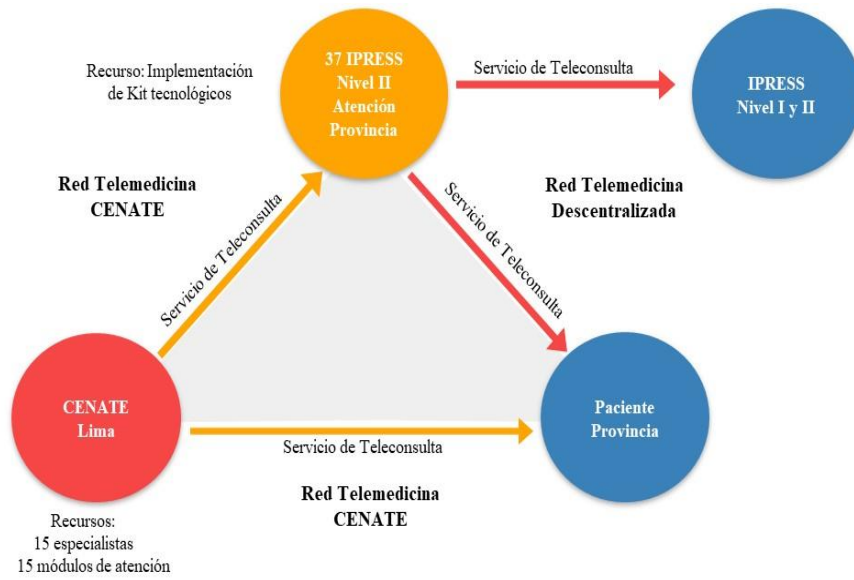 37 IPRESS
Nivel II
Atención
Provincia
Recurso: Implementación
de Kit tecnológicos
Servicio de Teleconsulta
IPRESS
Nivel I y II
Red Telemedicina
CENATE
Servicio de Teleconsulta
Servicio de Teleconsulta
Red Telemedicina
Descentralizada
CENATE
Lima
Servicio de Teleconsulta
Paciente
Provincia
Red Telemedicina
CENATE
Recursos:
15 especialistas
15 módulos de atención